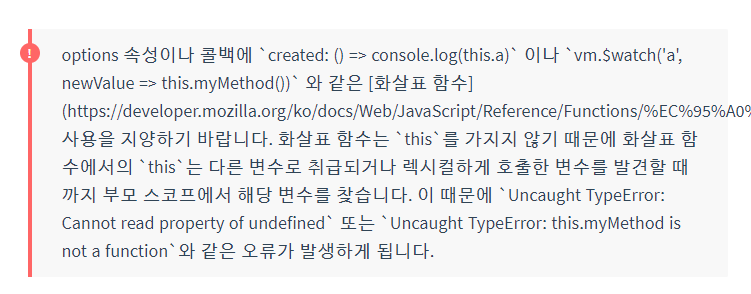 !
options 속성이나 콜백에 `created: () => console.log(this.a)` 이나 `vm.$watch('a',
newValue => this.myMethod())` 와 같은 [화살표 함수]
(https://developer.mozilla.org/ko/docs/Web/JavaScript/Reference/Functions/%EC%95%A0%
사용을 지양하기 바랍니다. 화살표 함수는 `this`를 가지지 않기 때문에 화살표 함
수에서의 `this`는 다른 변수로 취급되거나 렉시컬하게 호출한 변수를 발견할 때
까지 부모 스코프에서 해당 변수를 찾습니다. 이 때문에 `Uncaught TypeError:
Cannot read property of undefined` 또는 `Uncaught TypeError: this.myMethod is
not a function`와 같은 오류가 발생하게 됩니다.